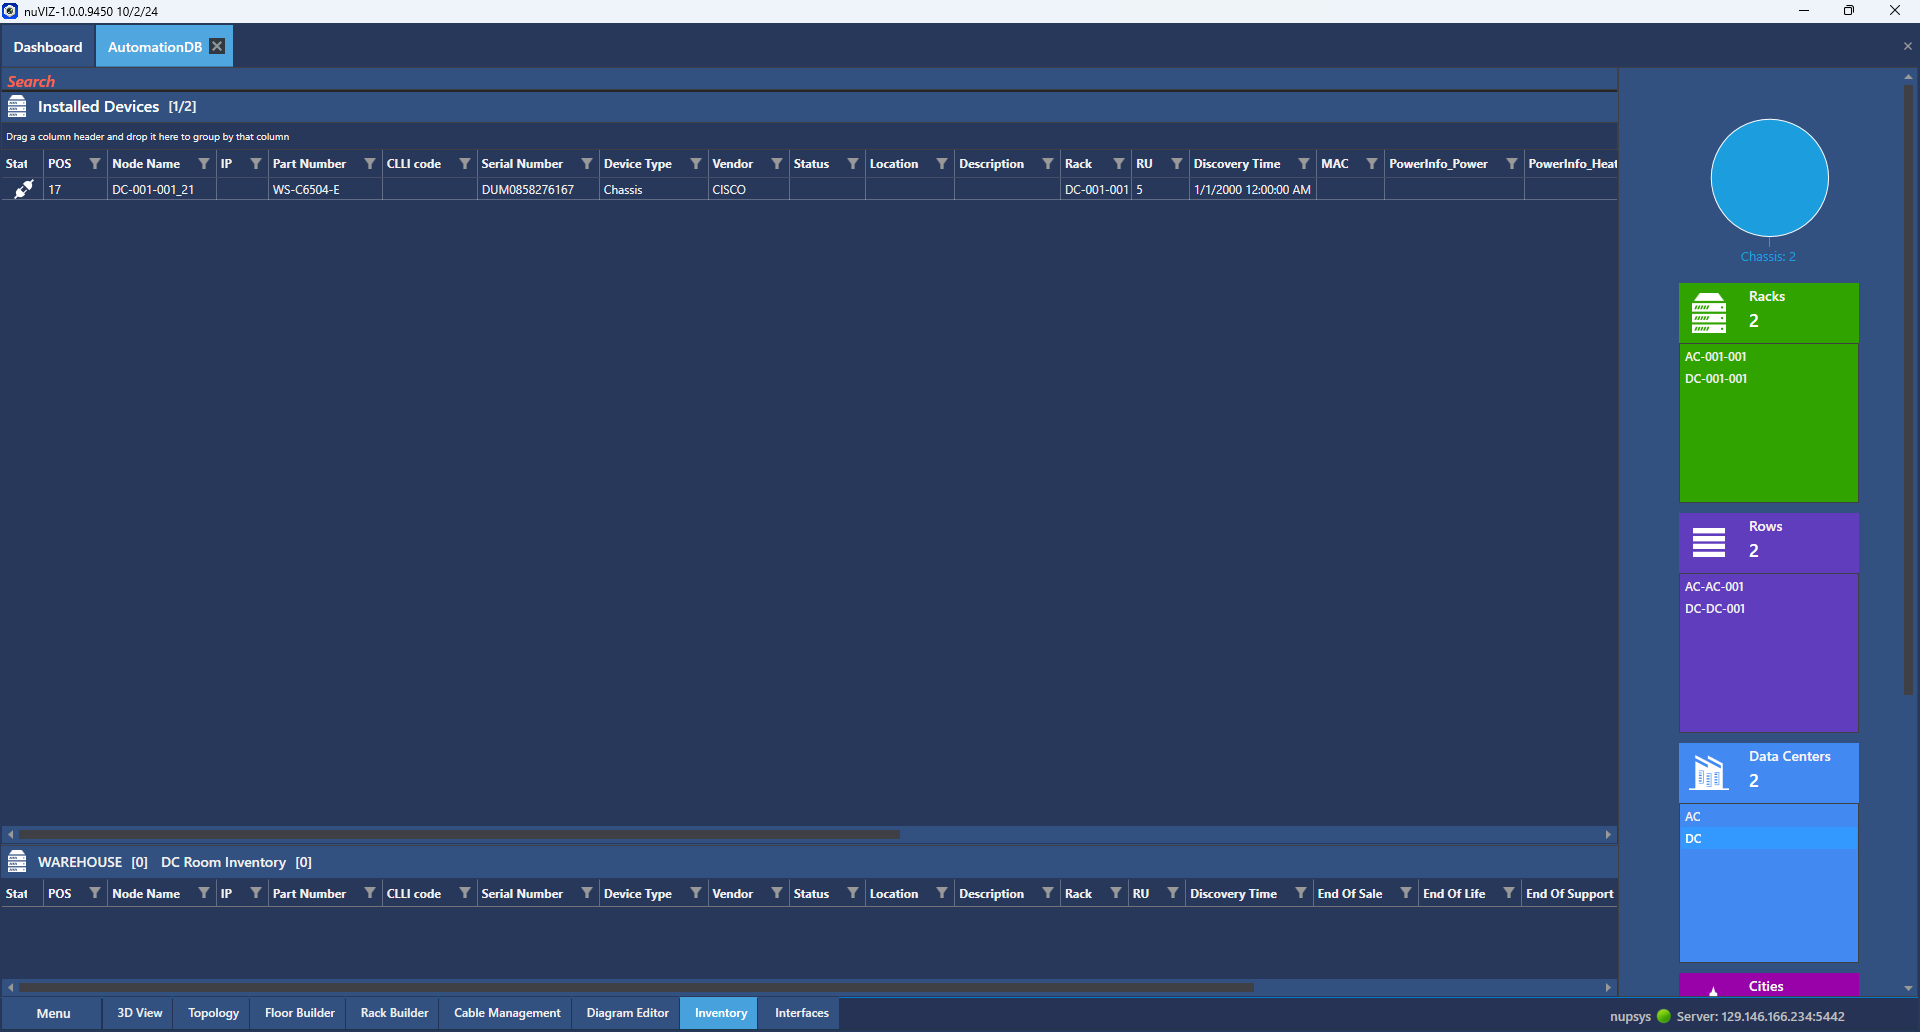 nuVIZ-1.0.0.9450 10/2/24
Dashboard AutomationDB
Search
Installed Devices [1/2]
Drag a column header and drop it here to group by that column
Stat POS Node Name IP Part Number CLLI code Serial Number Device Type Vendor Status Location Description Rack RU Discovery Time MAC PowerInfo_Power PowerInfo_Heat
17 DC-001-001_21 WS-C6504-E DUM0858276167 Chassis CISCO DC-001-001 5 1/1/2000 12:00:00 AM
Chassis: 2
Racks
2
AC-001-001
DC-001-001
Rows
2
AC-AC-001
DC-DC-001
Data Centers
2
AC
DC
Cities
WAREHOUSE [0] DC Room Inventory [0]
Stat POS Node Name IP Part Number CLLI code Serial Number Device Type Vendor Status Location Description Rack RU Discovery Time End Of Sale End Of Life End Of Support
Menu 3D View Topology Floor Builder Rack Builder Cable Management Diagram Editor Inventory Interfaces
nupsys Server: 129.146.166.234:5442